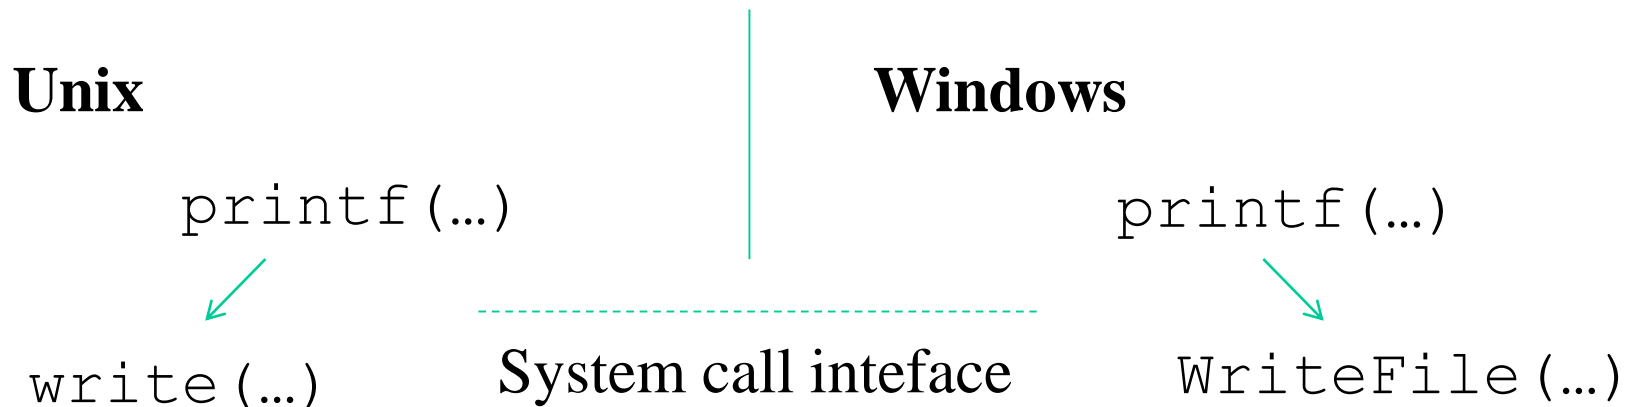 Unix
Windows
printf(…)
printf(…)
write(…)
System call inteface
WriteFile(…)